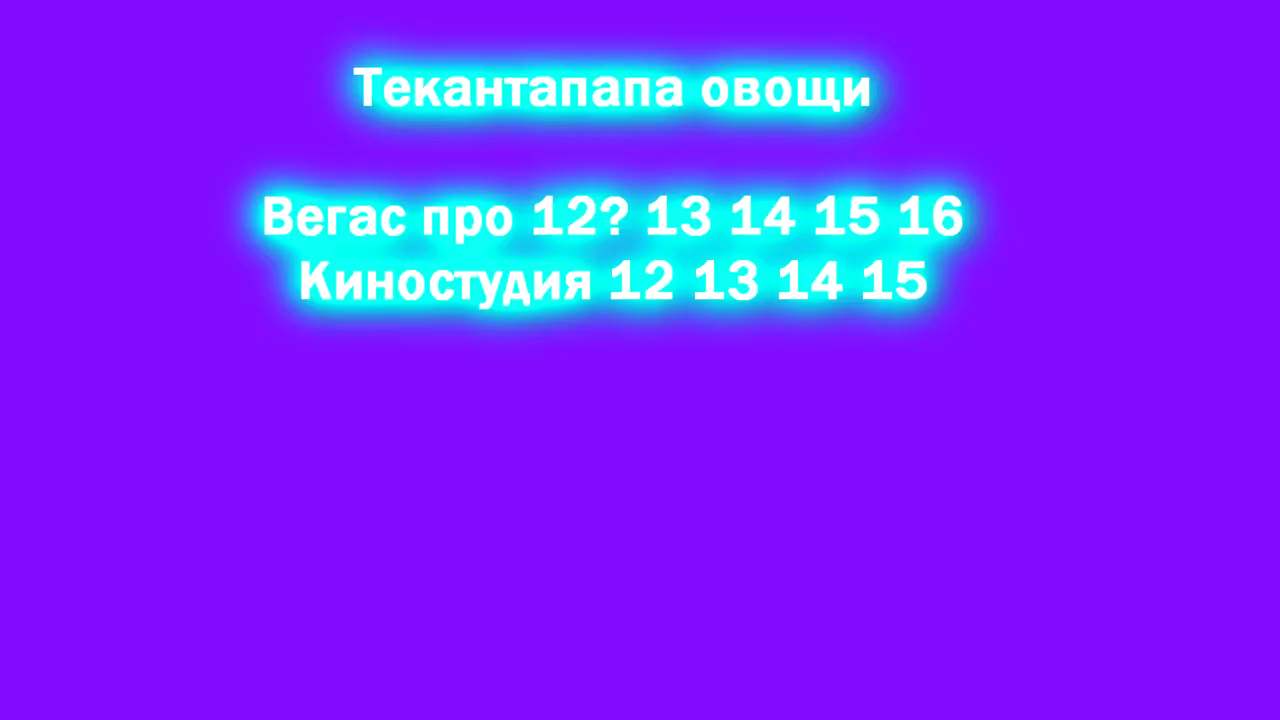 Текантапапа овощи
Вегас про 12? 13 14 15 16
Киностудия 12 13 14 15